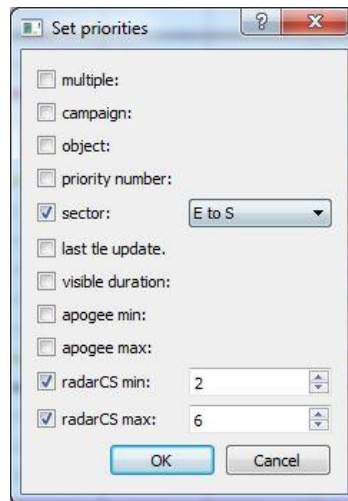 Set priorities
multiple:
campaign:
object:
priority number:
sector: E to S
last tle update.
visible duration:
apogee min:
apogee max:
radarCS min: 2
radarCS max: 6
OK Cancel